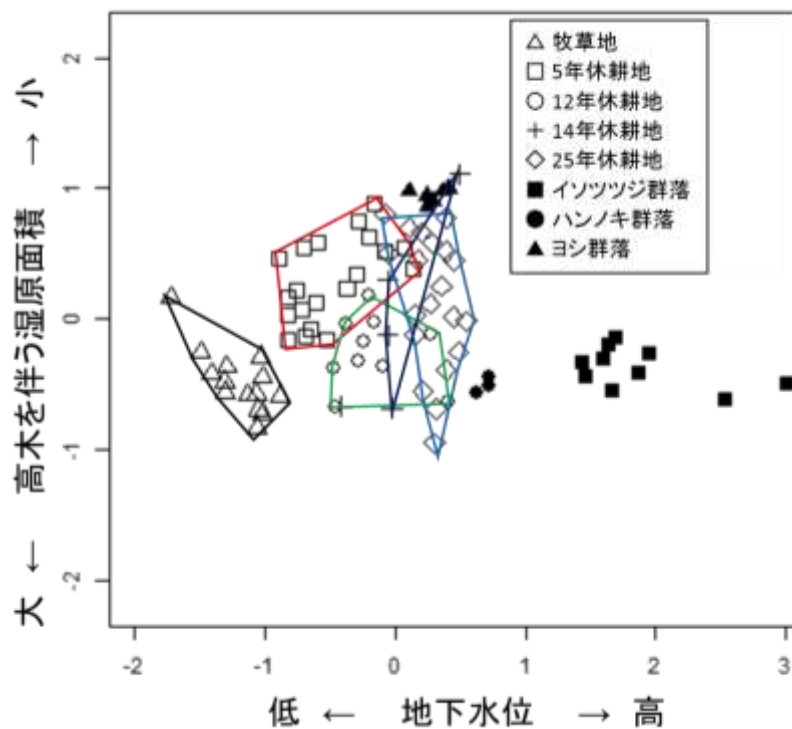 △ 牧草地
□ 5年休耕地
○ 12年休耕地
+ 14年休耕地
◇ 25年休耕地
■ イソツツジ群落
● ハンノキ群落
▲ ヨシ群落
大 ← 高木を伴う湿原面積 → 小
2
1
0
-1
-2
-2 -1 0 1 2 3
低 ← 地下水位 → 高